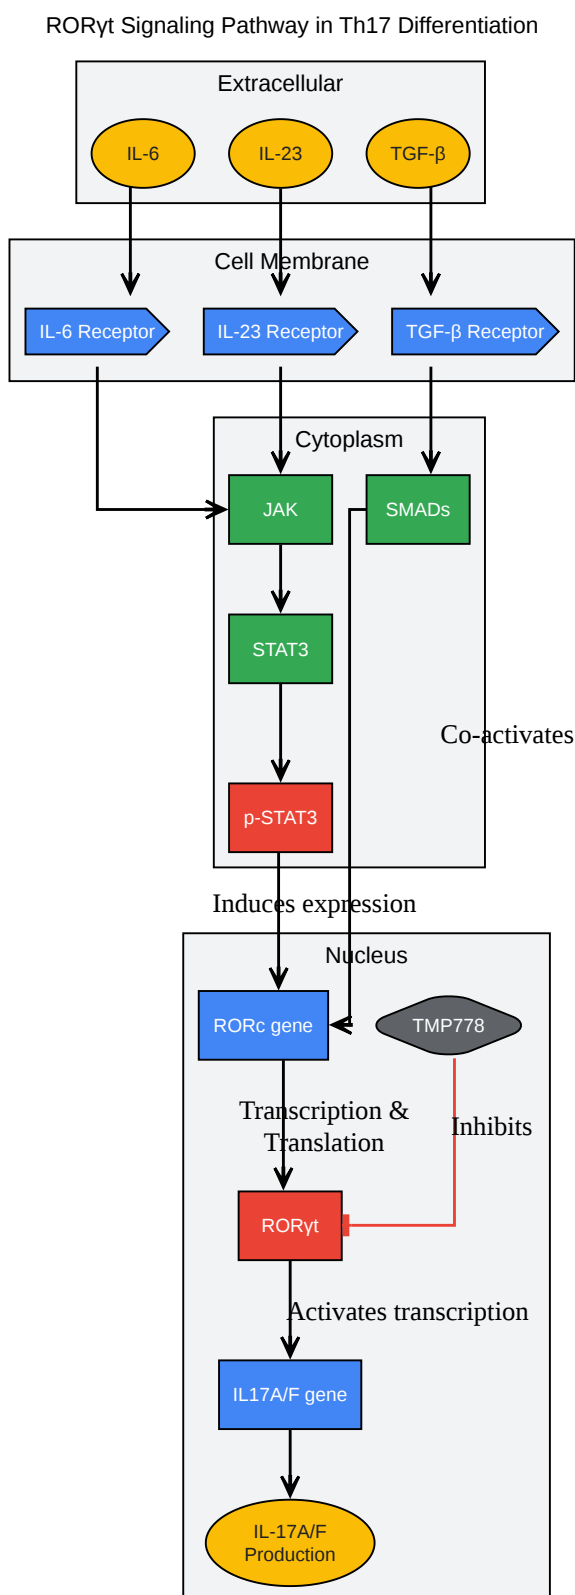 RORγt Signaling Pathway in Th17 Differentiation
Extracellular
IL-6
IL-23
TGF-β
Cell Membrane
IL-6 Receptor
IL-23 Receptor
TGF-β Receptor
Cytoplasm
JAK
SMADs
STAT3
Co-activates
p-STAT3
Induces expression
Nucleus
RORc gene
TMP778
Transcription &
Translation
Inhibits
RORγt
Activates transcription
IL17A/F gene
IL-17A/F
Production